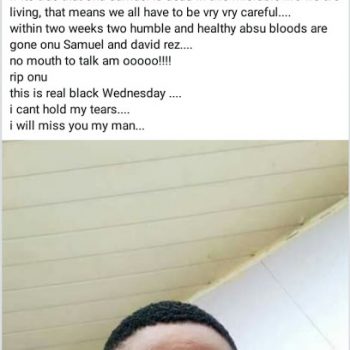 living, that means we all have to be vry vry careful....
within two weeks two humble and healthy absu bloods are
gone onu Samuel and david rez....
no mouth to talk am ooooo!!!!
rip onu
this is real black Wednesday ....
i cant hold my tears....
i will miss you my man...